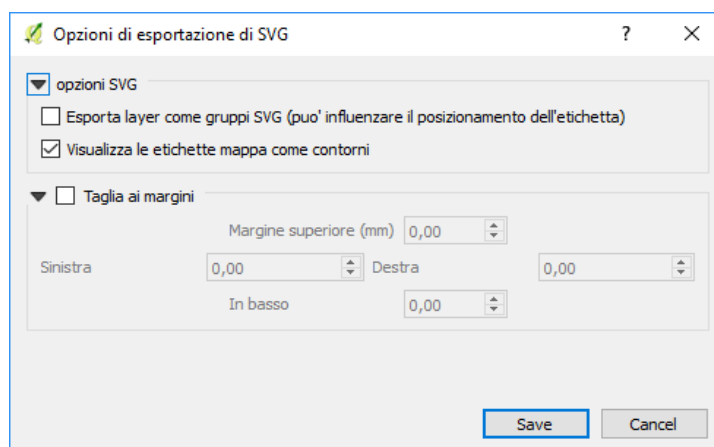 Opzioni di esportazione di SVG
opzioni SVG
Esporta layer come gruppi SVG (puo' influenzare il posizionamento dell'etichetta)
Visualizza le etichette mappa come contorni
Taglia ai margini
Margine superiore (mm) 0,00
Sinistra 0,00 Destra 0,00
In basso 0,00
Save Cancel